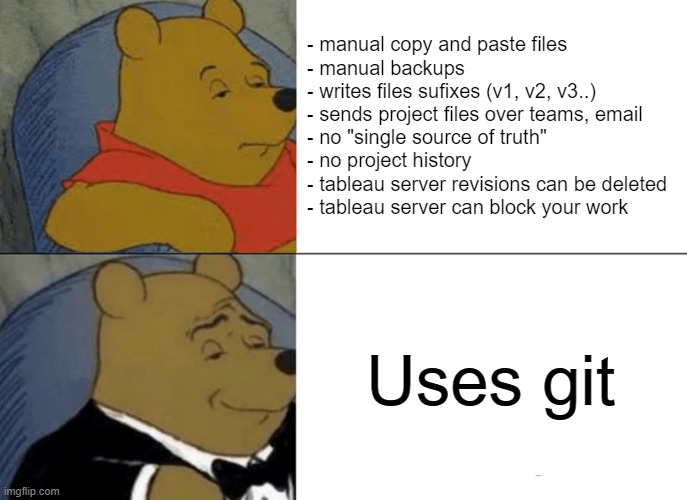 - manual copy and paste files
- manual backups
- writes files sufixes (v1, v2, v3..)
- sends project files over teams, email
- no "single source of truth"
- no project history
- tableau server revisions can be deleted
- tableau server can block your work
Uses git
imgflip.com